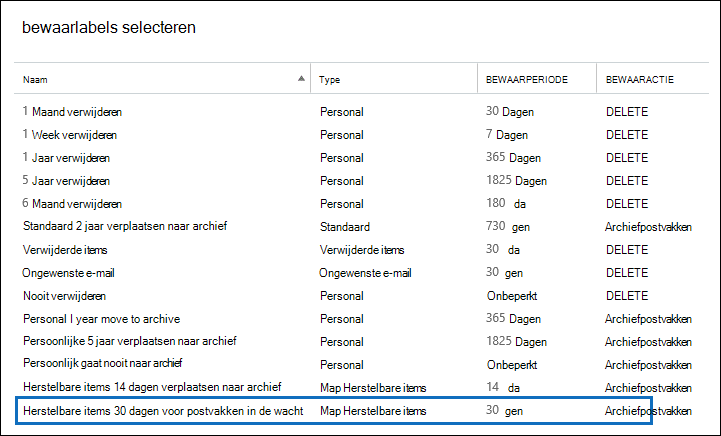 bewaarlabels selecteren
Naam Type BEWAARPERIODE BEWAARACTIE
1 Maand verwijderen Personal 30 Dagen DELETE
1 Week verwijderen Personal 7 Dagen DELETE
1 Jaar verwijderen Personal 365 Dagen DELETE
5 Jaar verwijderen Personal 1825 Dagen DELETE
6 Maand verwijderen Personal 180 da DELETE
Standaard 2 jaar verplaatsen naar archief Standaard 730 gen Archiefpostvakken
Verwijderde items Verwijderde items 30 da DELETE
Ongewenste e-mail Ongewenste e-mail 30 gen DELETE
Nooit verwijderen Personal Onbeperkt DELETE
Personal I year move to archive Personal 365 Dagen Archiefpostvakken
Persoonlijke 5 jaar verplaatsen naar archief Personal 1825 Dagen Archiefpostvakken
Persoonlijk gaat nooit naar archief Personal Onbeperkt Archiefpostvakken
Herstelbare items 14 dagen verplaatsen naar archief Map Herstelbare items 14 da Archiefpostvakken
Herstelbare items 30 dagen voor postvakken in de wacht Map Herstelbare items 30 gen Archiefpostvakken